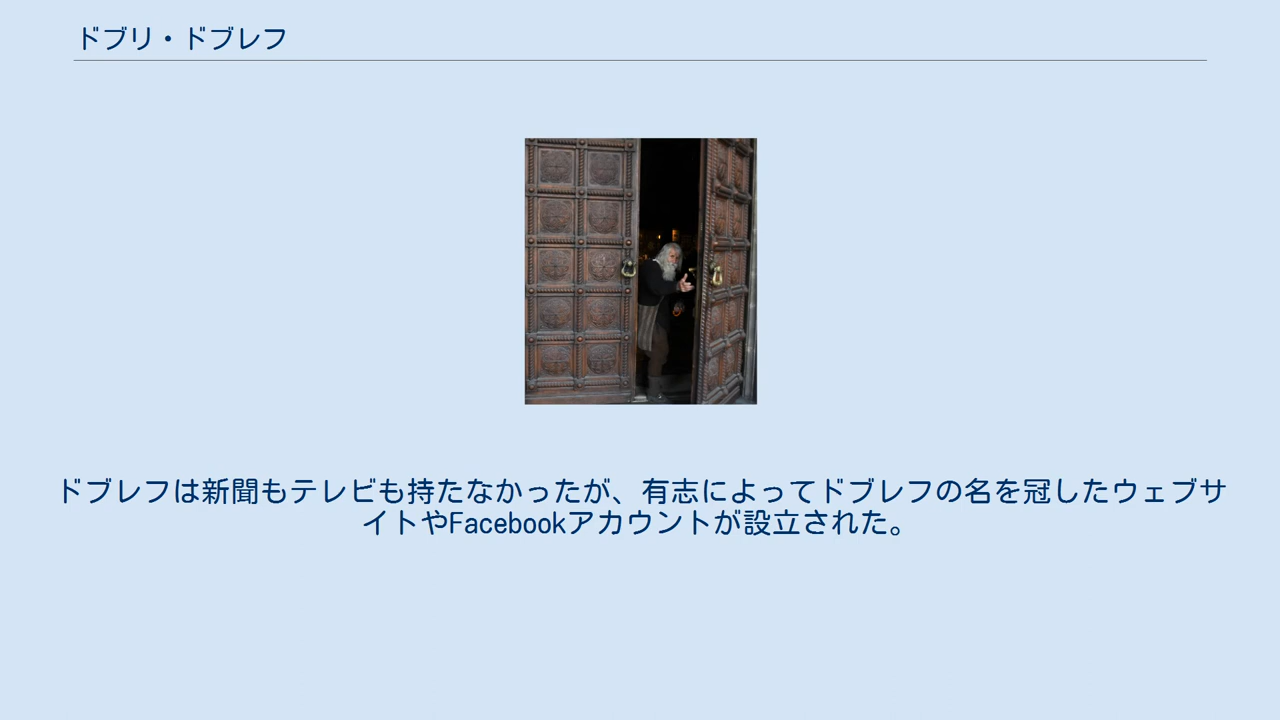 ドブリ・ドブレフ
ドブレフは新聞もテレビも持たなかったが、有志によってドブレフの名を冠したウェブサ
イトやFacebookアカウントが設立された。